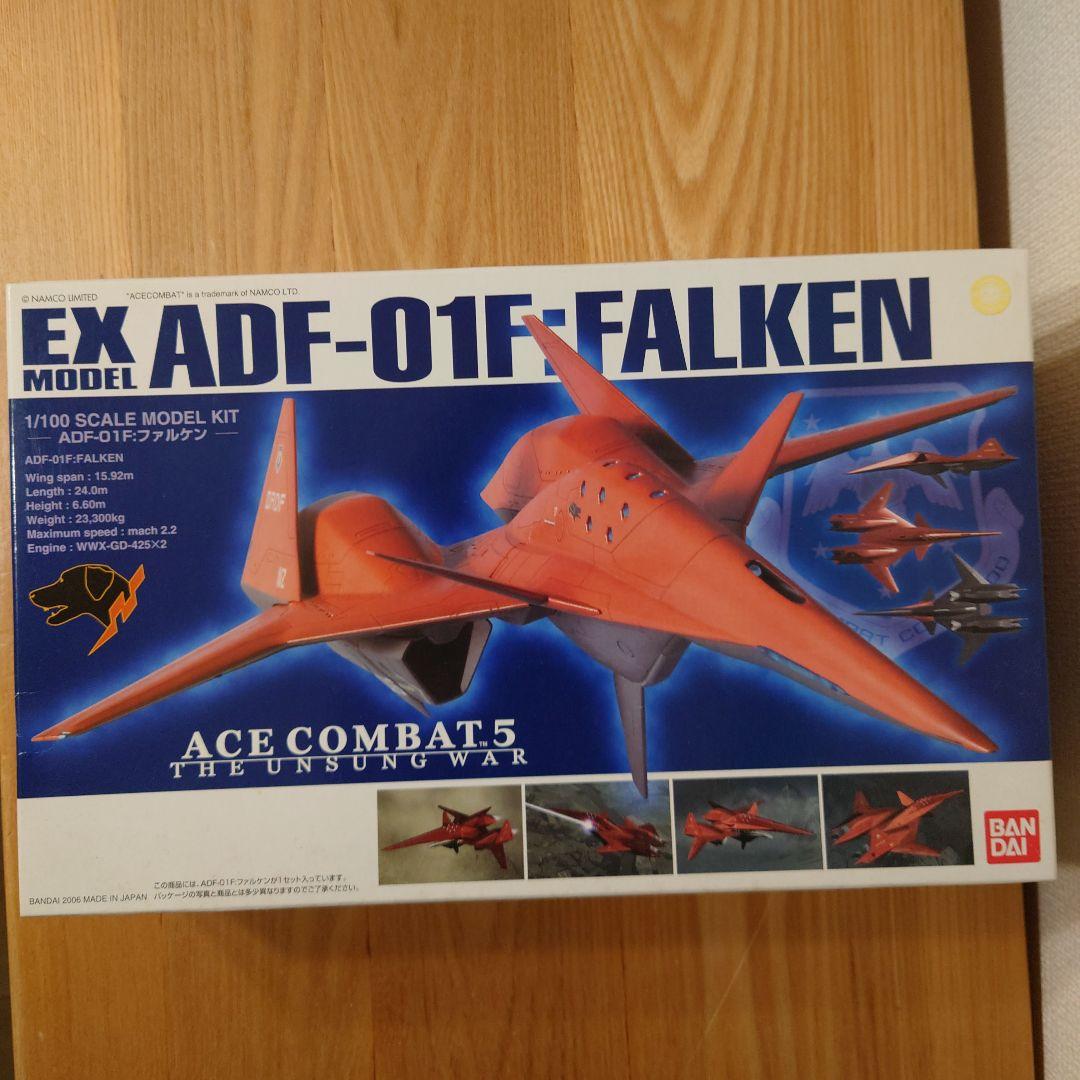 © NAMCO LIMITED "ACECOMBAT" is a trademark of NAMCO LTD.
EX MODEL
ADF-01F:FALKEN
1/100 SCALE MODEL KIT
ADF-01F:ファルケン
ADF-01F:FALKEN
Wing span : 15.92m
Length : 24.0m
Height : 6.60m
Weight : 23,300kg
Maximum speed : mach 2.2
Engine : WWX-GD-425×2
ACE COMBAT™ 5
THE UNSUNG WAR
この商品には、ADF-01F:ファルケンが1セット入っています。
パッケージの写真と商品とは多少異なりますのでご了承ください。
BANDAI 2006 MADE IN JAPAN
BAN
DAI